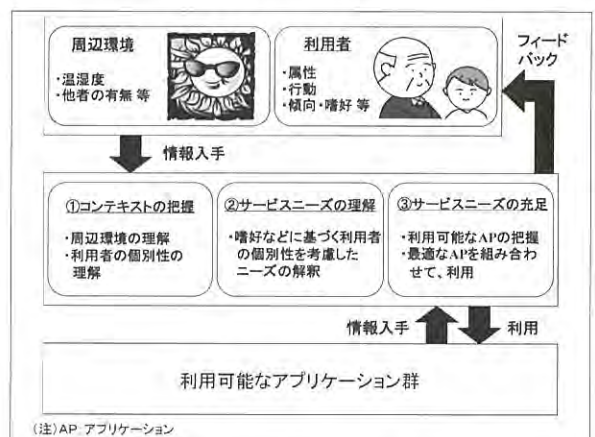 周辺環境
・温湿度
・他者の有無 等
利用者
・属性
・行動
・傾向・嗜好 等
フィード
バック
情報入手
①コンテキストの把握
・周辺環境の理解
・利用者の個別性の
理解
②サービスニーズの理解
・嗜好などに基づく利用者
の個別性を考慮した
ニーズの解釈
③サービスニーズの充足
・利用可能なAPの把握
・最適なAPを組み合わ
せて、利用
情報入手
利用
利用可能なアプリケーション群
(注)AP:アプリケーション